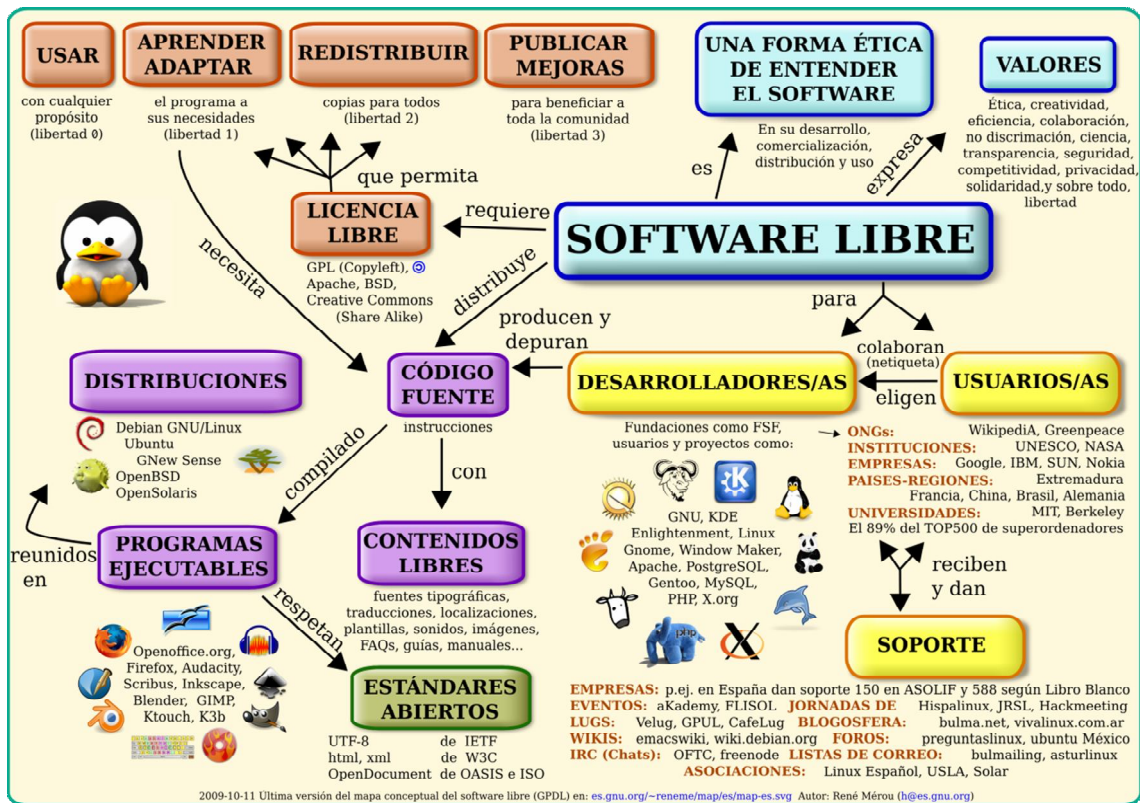 USAR
con cualquier
propósito
(libertad 0)
APRENDER
ADAPTAR
el programa a
sus necesidades
(libertad 1)
REDISTRIBUIR
copias para todos
(libertad 2)
PUBLICAR
MEJORAS
para beneficiar a
toda la comunidad
(libertad 3)
UNA FORMA ÉTICA
DE ENTENDER
EL SOFTWARE
En su desarrollo,
comercialización,
distribución y uso
VALORES
Ética, creatividad,
eficiencia, colaboración,
no discrimación, ciencia,
transparencia, seguridad,
competitividad, privacidad,
solidaridad,y sobre todo,
libertad
es
expresa
que permita
LICENCIA
LIBRE
GPL (Copyleft),
Apache, BSD,
Creative Commons
(Share Alike)
requiere
SOFTWARE LIBRE
necesita
distribuye
para
producen y
depuran
colaboran
(netiqueta)
eligen
DISTRIBUCIONES
Debian GNU/Linux
Ubuntu
GNew Sense
OpenBSD
OpenSolaris
CÓDIGO
FUENTE
instrucciones
DESARROLLADORES/AS
Fundaciones como FSF,
usuarios y proyectos como:
GNU, KDE
Enlightenment, Linux
Gnome, Window Maker,
Apache, PostgreSQL,
Gentoo, MySQL,
PHP, X.org
php
USUARIOS/AS
ONGs: WikipediA, Greenpeace
INSTITUCIONES: UNESCO, NASA
EMPRESAS: Google, IBM, SUN, Nokia
PAISES-REGIONES: Extremadura
Francia, China, Brasil, Alemania
UNIVERSIDADES: MIT, Berkeley
El 89% del TOP500 de superordenadores
compilado
con
reunidos
en
PROGRAMAS
EJECUTABLES
Openoffice.org,
Firefox, Audacity,
Scribus, Inkscape,
Blender, GIMP,
Ktouch, K3b
respetan
CONTENIDOS
LIBRES
fuentes tipográficas,
traducciones, localizaciones,
plantillas, sonidos, imágenes,
FAQs, guías, manuales...
ESTÁNDARES
ABIERTOS
UTF-8 de IETF
html, xml de W3C
OpenDocument de OASIS e ISO
reciben
y dan
SOPORTE
EMPRESAS: p.ej. en España dan soporte 150 en ASOLIF y 588 según Libro Blanco
EVENTOS: aKademy, FLISOL JORNADAS DE Hispalinux, JRSL, Hackmeeting
LUGS: Velug, GPUL, CafeLug BLOGOSFERA: bulma.net, vivalinux.com.ar
WIKIS: emacswiki, wiki.debian.org FOROS: preguntaslinux, ubuntu México
IRC (Chats): OFTC, freenode LISTAS DE CORREO: bulmailing, asturlinux
ASOCIACIONES: Linux Español, USLA, Solar
2009-10-11 Última versión del mapa conceptual del software libre (GPDL) en: es.gnu.org/~reneme/map/es/map-es.svg Autor: René Mérou (h@es.gnu.org)